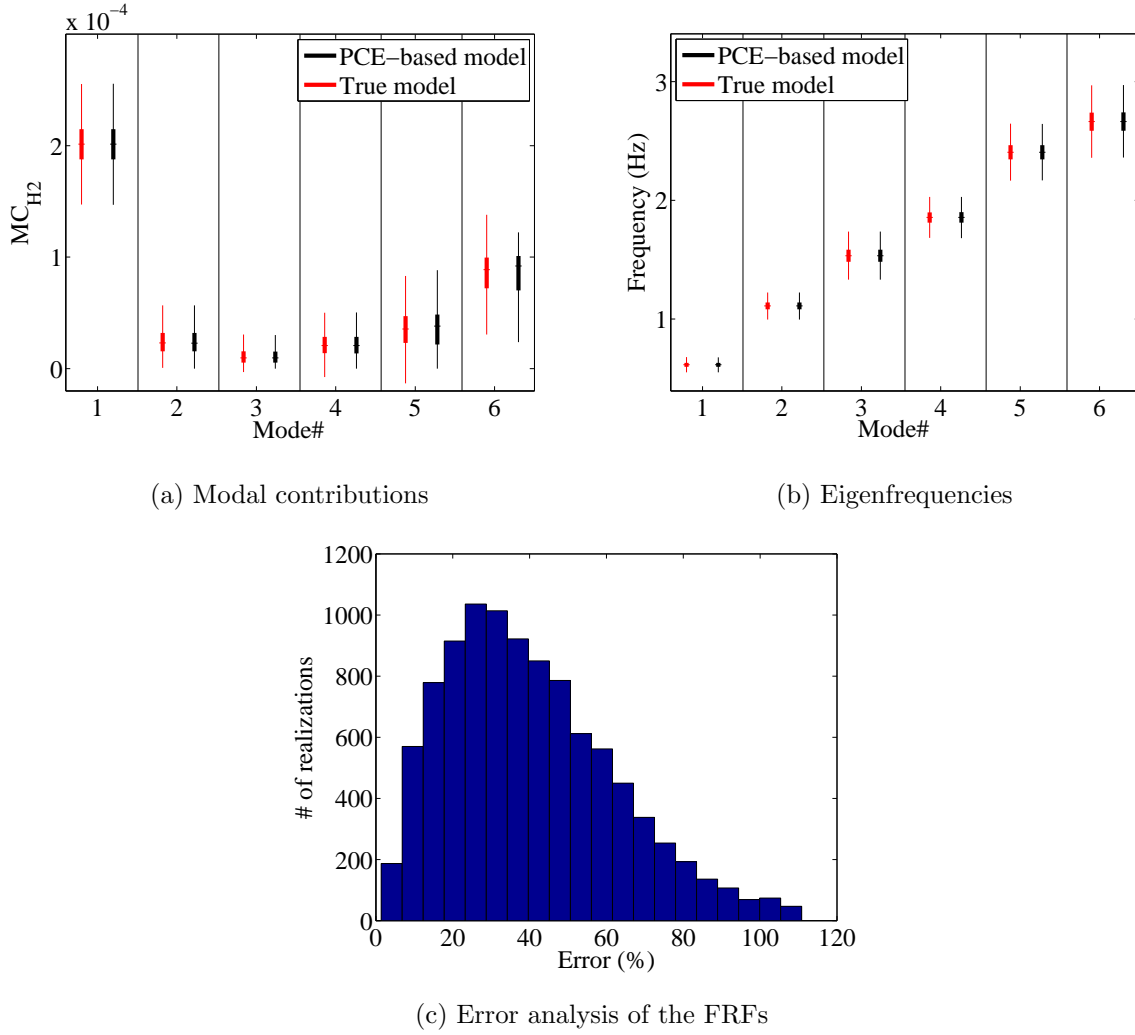 x 10⁻⁴
PCE−based model
True model
2
1
0
MC_H2
1 2 3 4 5 6
Mode#
(a) Modal contributions
PCE−based model
True model
3
2
1
Frequency (Hz)
1 2 3 4 5 6
Mode#
(b) Eigenfrequencies
1200
1000
800
600
400
200
0
# of realizations
0 20 40 60 80 100 120
Error (%)
(c) Error analysis of the FRFs